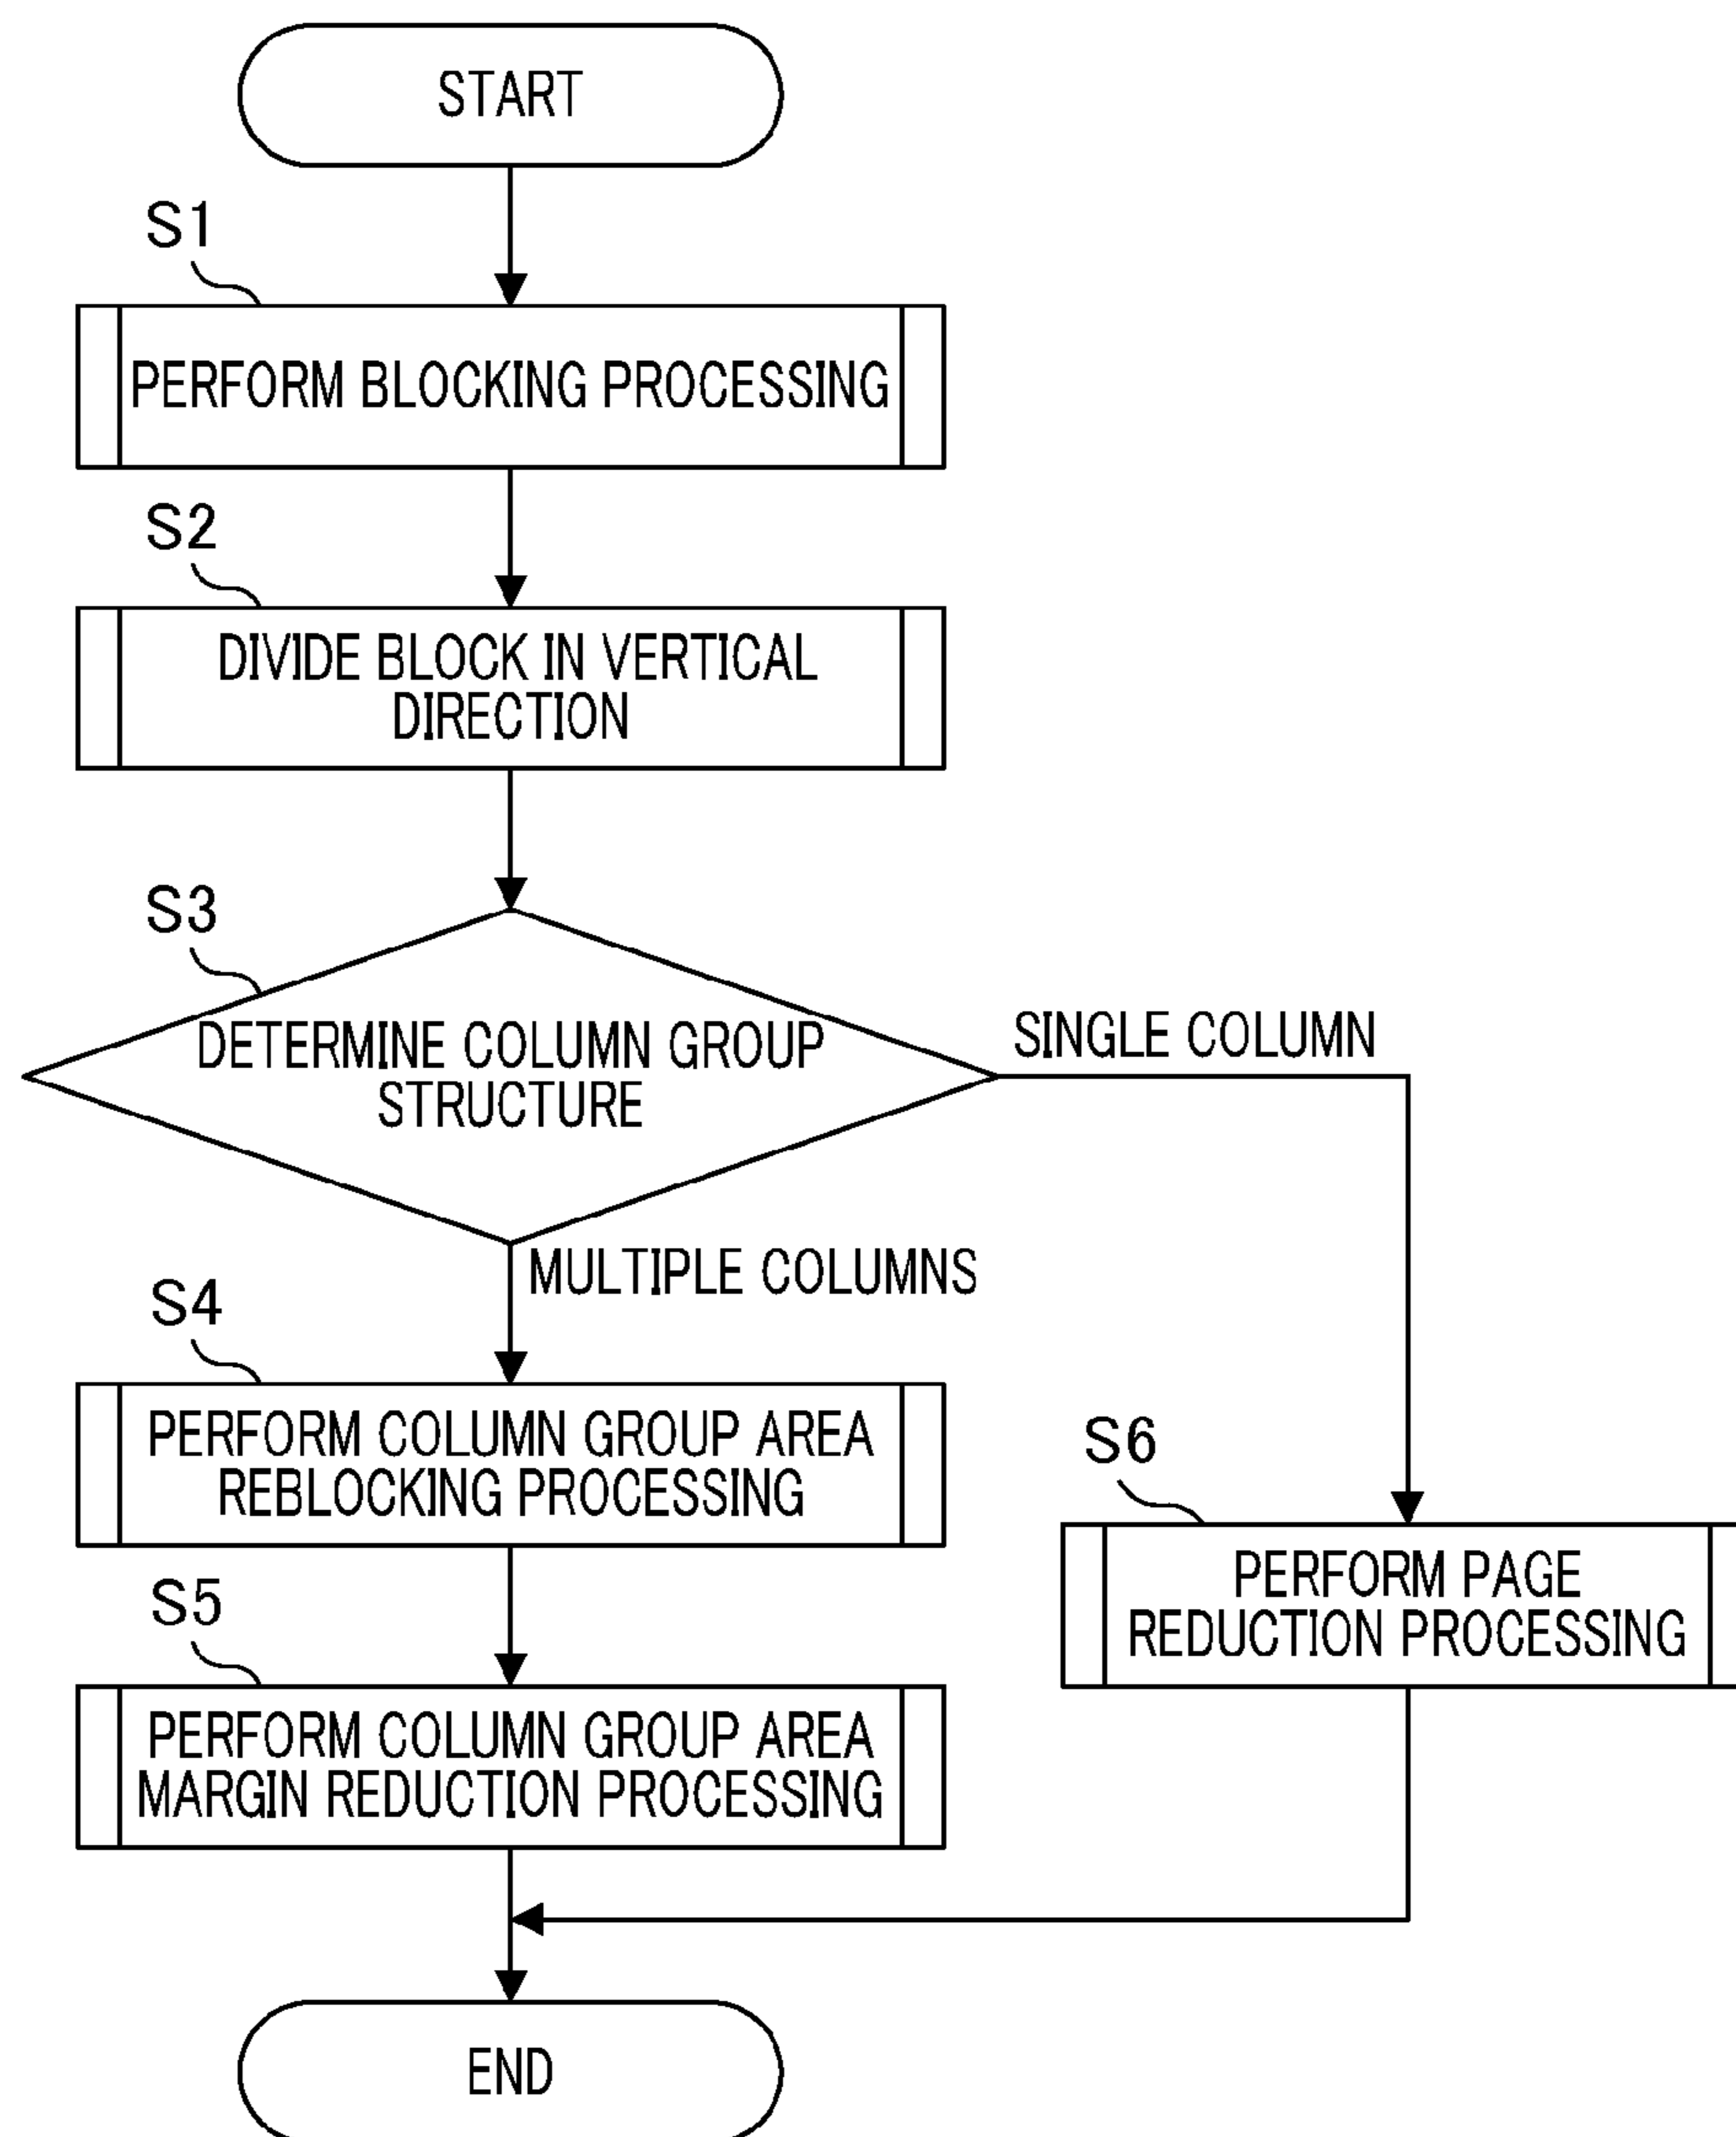 START
S1
PERFORM BLOCKING PROCESSING
S2
DIVIDE BLOCK IN VERTICAL
DIRECTION
S3
DETERMINE COLUMN GROUP
STRUCTURE
SINGLE COLUMN
MULTIPLE COLUMNS
S4
PERFORM COLUMN GROUP AREA
REBLOCKING PROCESSING
S6
PERFORM PAGE
REDUCTION PROCESSING
S5
PERFORM COLUMN GROUP AREA
MARGIN REDUCTION PROCESSING
END